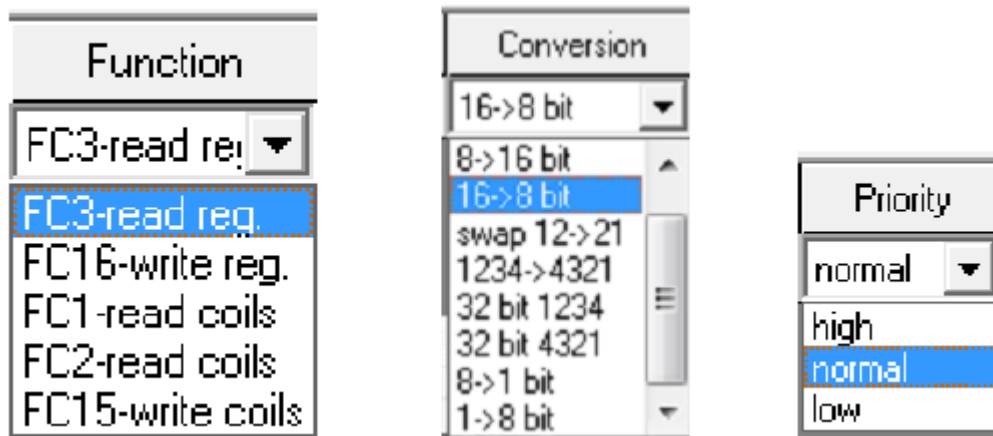 Function
FC3-read re
FC3-read reg.
FC16-write reg.
FC1-read coils
FC2-read coils
FC15-write coils
Conversion
16->8 bit
8->16 bit
16->8 bit
swap 12->21
1234->4321
32 bit 1234
32 bit 4321
8->1 bit
1->8 bit
Priority
normal
high
normal
low